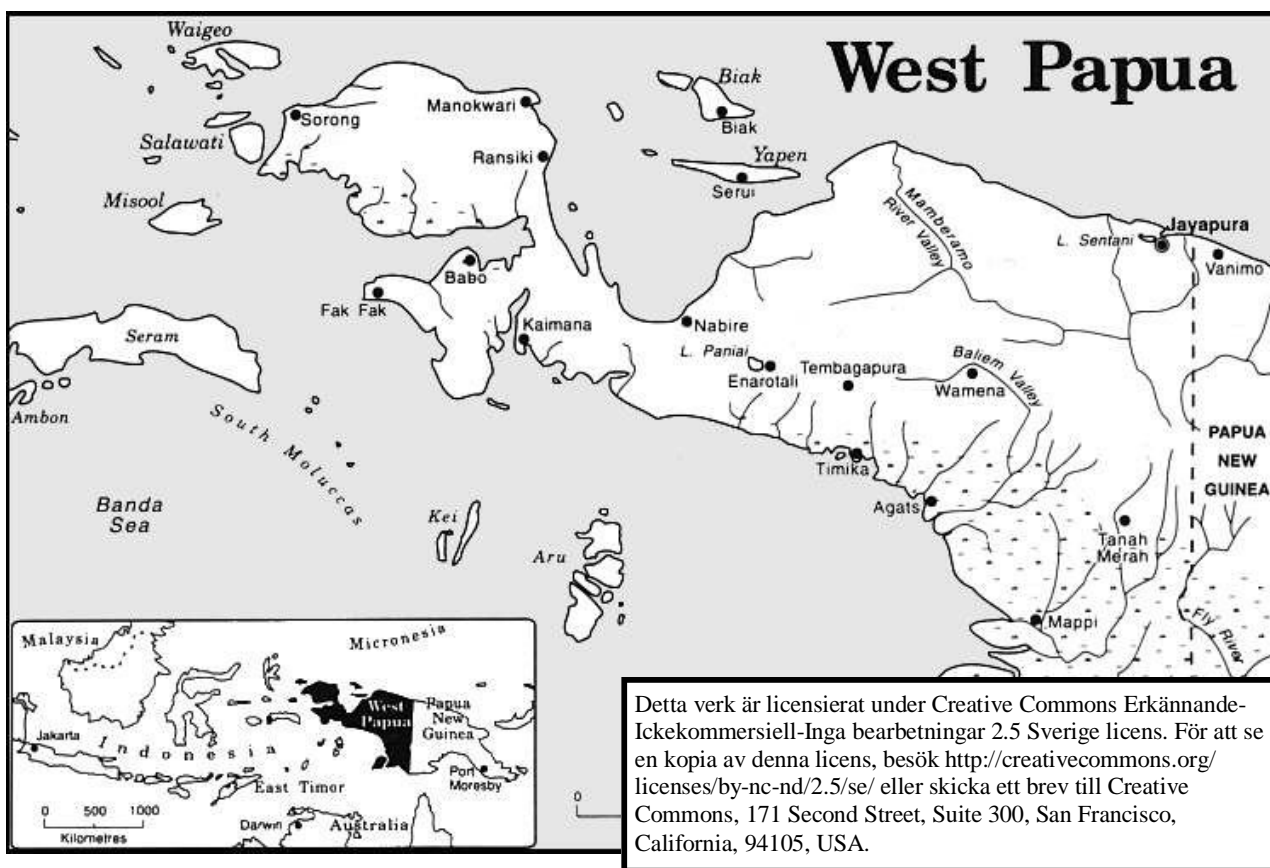 West Papua
Waigeo
Biak
Manokwari
Sorong
Biak
Salawati
Ransiki
Yapen
Serui
Misool
Mamberamo
River Valley
Jayapura
L. Sentani
Vanimo
Babo
Fak Fak
Nabire
Kaimana
Seram
L. Paniai
Baliem Valley
Tembagapura
Enarotali
Wamena
Ambon
South Moluccas
PAPUA
NEW
GUINEA
Timika
Banda
Sea
Agats
Kei
Tanah
Merah
Aru
Mappi
Fly River
Malaysia
Micronesia
West
Papua
Papua
New
Guinea
Jakarta
Indonesia
Port
Moresby
East Timor
0 500 1000
Kilometres
Darwin
Australia
0
Detta verk är licensierat under Creative Commons Erkännande-
Ickekommersiell-Inga bearbetningar 2.5 Sverige licens. För att se
en kopia av denna licens, besök http://creativecommons.org/
licenses/by-nc-nd/2.5/se/ eller skicka ett brev till Creative
Commons, 171 Second Street, Suite 300, San Francisco,
California, 94105, USA.